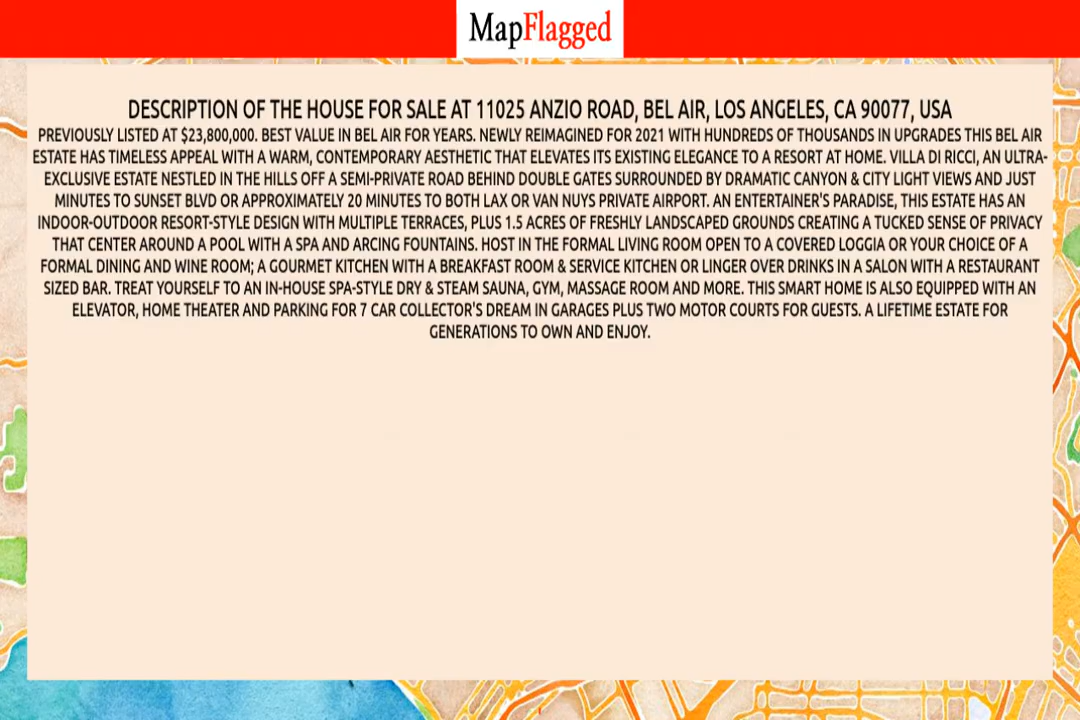 MapFlagged
DESCRIPTION OF THE HOUSE FOR SALE AT 11025 ANZIO ROAD, BEL AIR, LOS ANGELES, CA 90077, USA
PREVIOUSLY LISTED AT $23,800,000. BEST VALUE IN BEL AIR FOR YEARS. NEWLY REIMAGINED FOR 2021 WITH HUNDREDS OF THOUSANDS IN UPGRADES THIS BEL AIR
ESTATE HAS TIMELESS APPEAL WITH A WARM, CONTEMPORARY AESTHETIC THAT ELEVATES ITS EXISTING ELEGANCE TO A RESORT AT HOME. VILLA DI RICCI, AN ULTRA-
EXCLUSIVE ESTATE NESTLED IN THE HILLS OFF A SEMI-PRIVATE ROAD BEHIND DOUBLE GATES SURROUNDED BY DRAMATIC CANYON & CITY LIGHT VIEWS AND JUST
MINUTES TO SUNSET BLVD OR APPROXIMATELY 20 MINUTES TO BOTH LAX OR VAN NUYS PRIVATE AIRPORT. AN ENTERTAINER'S PARADISE, THIS ESTATE HAS AN
INDOOR-OUTDOOR RESORT-STYLE DESIGN WITH MULTIPLE TERRACES, PLUS 1.5 ACRES OF FRESHLY LANDSCAPED GROUNDS CREATING A TUCKED SENSE OF PRIVACY
THAT CENTER AROUND A POOL WITH A SPA AND ARCING FOUNTAINS. HOST IN THE FORMAL LIVING ROOM OPEN TO A COVERED LOGGIA OR YOUR CHOICE OF A
FORMAL DINING AND WINE ROOM; A GOURMET KITCHEN WITH A BREAKFAST ROOM & SERVICE KITCHEN OR LINGER OVER DRINKS IN A SALON WITH A RESTAURANT
SIZED BAR. TREAT YOURSELF TO AN IN-HOUSE SPA-STYLE DRY & STEAM SAUNA, GYM, MASSAGE ROOM AND MORE. THIS SMART HOME IS ALSO EQUIPPED WITH AN
ELEVATOR, HOME THEATER AND PARKING FOR 7 CAR COLLECTOR'S DREAM IN GARAGES PLUS TWO MOTOR COURTS FOR GUESTS. A LIFETIME ESTATE FOR
GENERATIONS TO OWN AND ENJOY.